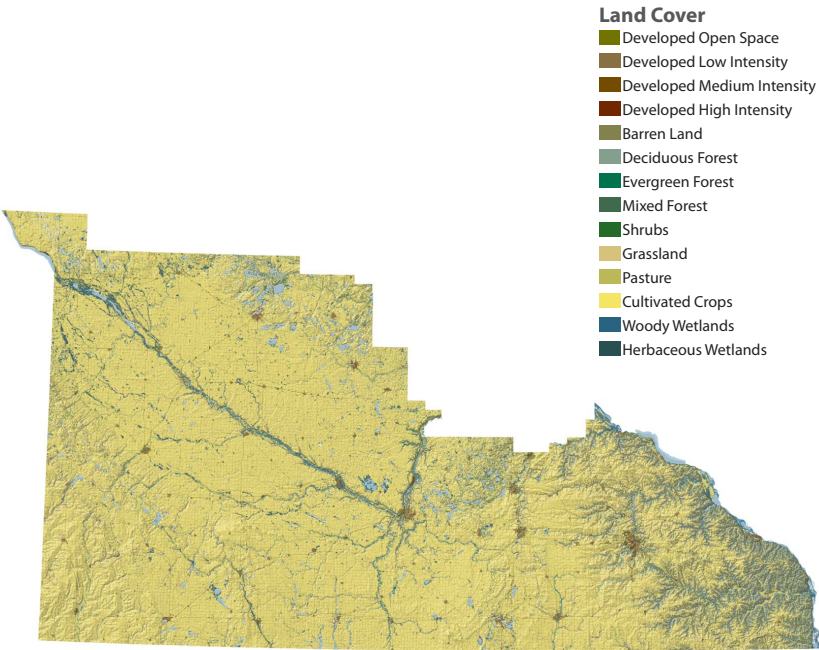 Land Cover
Developed Open Space
Developed Low Intensity
Developed Medium Intensity
Developed High Intensity
Barren Land
Deciduous Forest
Evergreen Forest
Mixed Forest
Shrubs
Grassland
Pasture
Cultivated Crops
Woody Wetlands
Herbaceous Wetlands